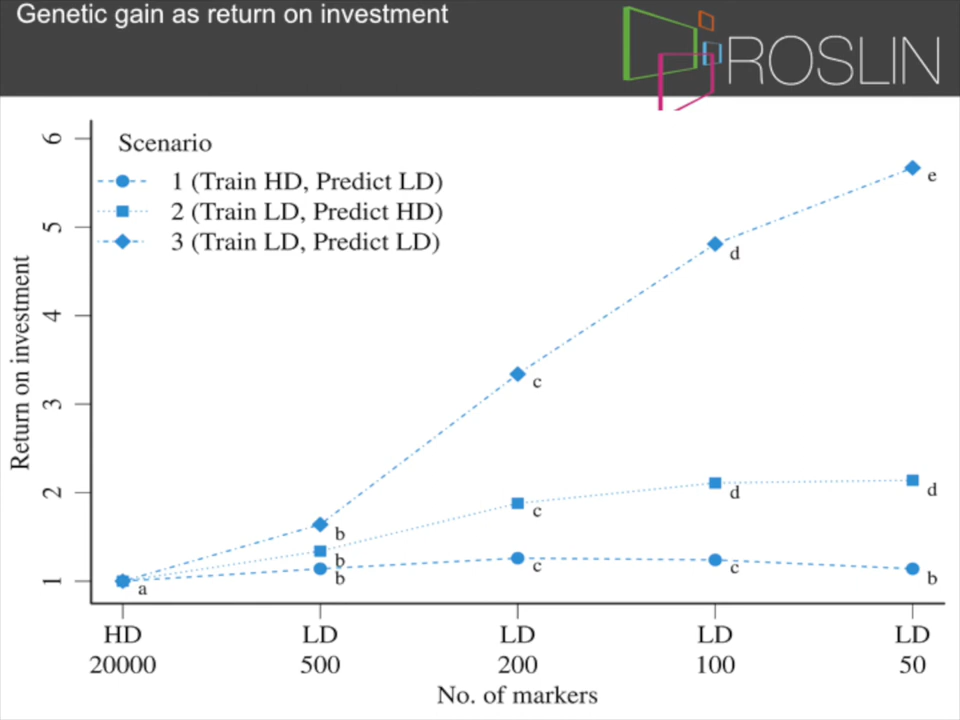 Genetic gain as return on investment
ROSLIN
Scenario
1 (Train HD, Predict LD)
2 (Train LD, Predict HD)
3 (Train LD, Predict LD)
Return on investment
6
5
4
3
2
1
e
d
c
b
d
d
c
b
a
b
c
c
b
HD LD LD LD LD
20000 500 200 100 50
No. of markers